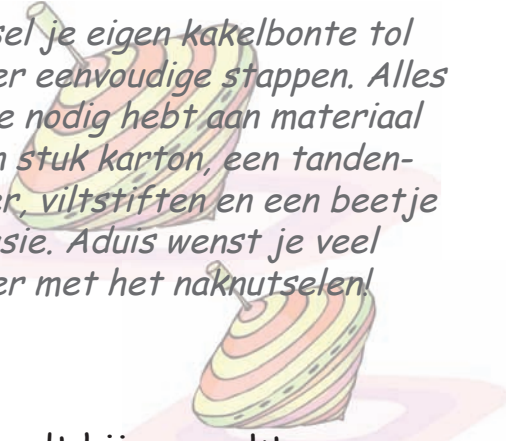 sel je eigen kakelbonte tol
er eenvoudige stappen. Alles
e nodig hebt aan materiaal
n stuk karton, een tanden-
er, viltstiften en een beetje
sie. Aduis wenst je veel
er met het naknutselen!